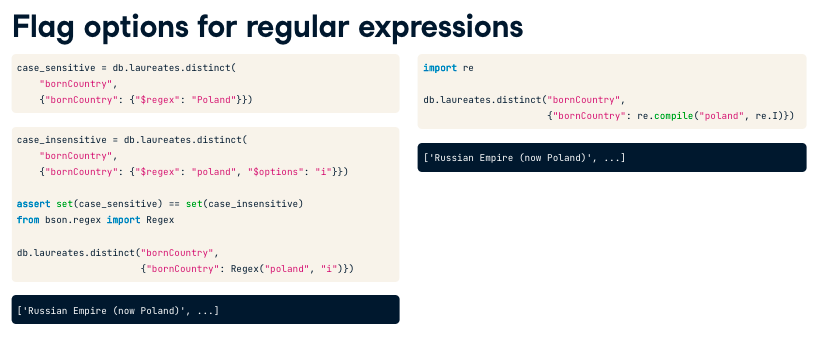 Flag options for regular expressions
case_sensitive = db.laureates.distinct(
    "bornCountry",
    {"bornCountry": {"$regex": "Poland"}})
case_insensitive = db.laureates.distinct(
    "bornCountry",
    {"bornCountry": {"$regex": "poland", "$options": "i"}})
assert set(case_sensitive) == set(case_insensitive)
from bson.regex import Regex
db.laureates.distinct("bornCountry",
                      {"bornCountry": Regex("poland", "i")})
['Russian Empire (now Poland)', ...]
import re
db.laureates.distinct("bornCountry",
                      {"bornCountry": re.compile("poland", re.I)})
['Russian Empire (now Poland)', ...]